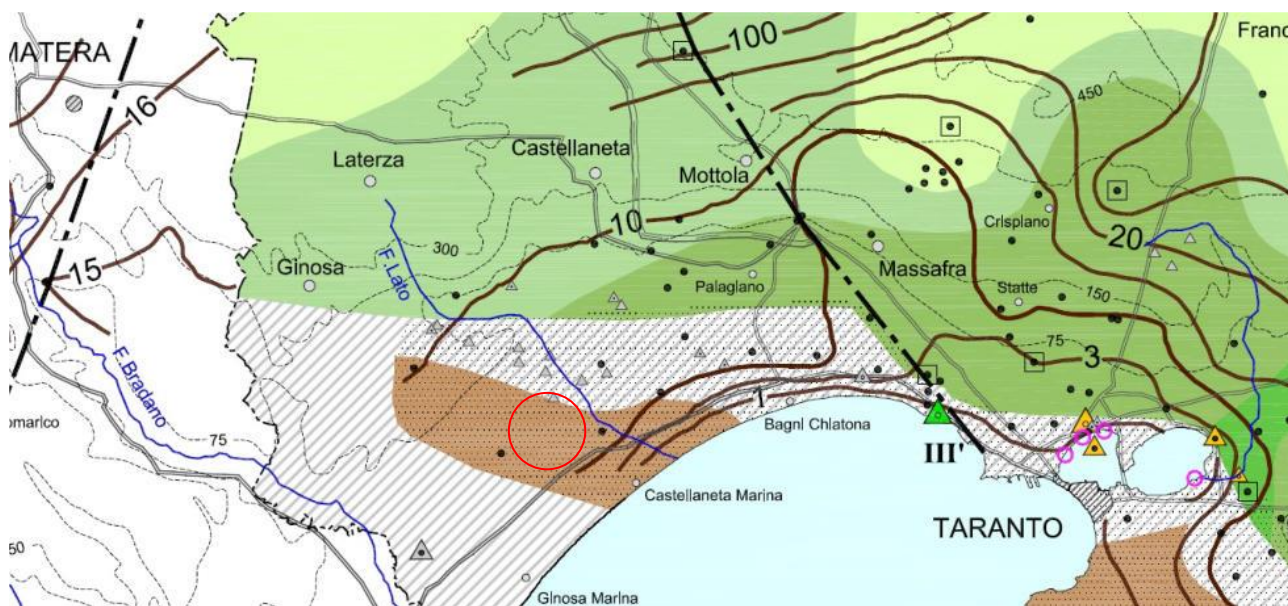 MATERA
100
Franc
16
450
Laterza
Castellaneta
Mottola
Crispiano
10
20
300
15
Ginosa
F.Lato
Palagiano
Massafra
Statte
150
75
3
F.Bradano
1
Bagni Chiatona
III'
omarico
75
Castellaneta Marina
TARANTO
50
Ginosa Marina